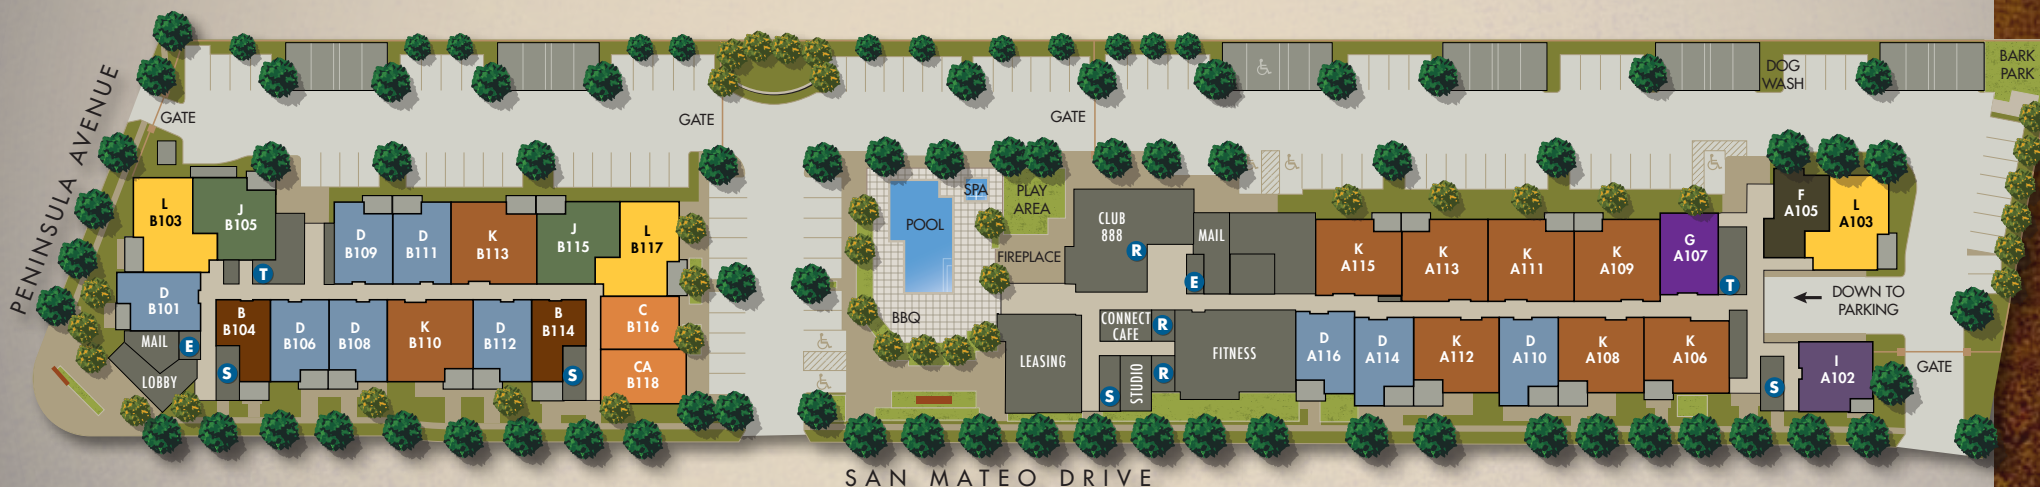 PENINSULA AVENUE
GATE
GATE
GATE
DOG
WASH
BARK
PARK
L
B103
J
B105
T
D
B101
MAIL
E
LOBBY
D
B109
D
B111
K
B113
J
B115
L
B117
B
B104
S
D
B106
D
B108
K
B110
D
B112
B
B114
S
C
B116
CA
B118
POOL
SPA
PLAY
AREA
FIREPLACE
BBQ
CLUB
888
R
MAIL
E
LEASING
CONNECT
CAFE
R
R
STUDIO
S
FITNESS
K
A115
K
A113
K
A111
K
A109
G
A107
T
F
A105
L
A103
DOWN TO
PARKING
D
A116
D
A114
K
A112
D
A110
K
A108
K
A106
S
I
A102
GATE
SAN MATEO DRIVE